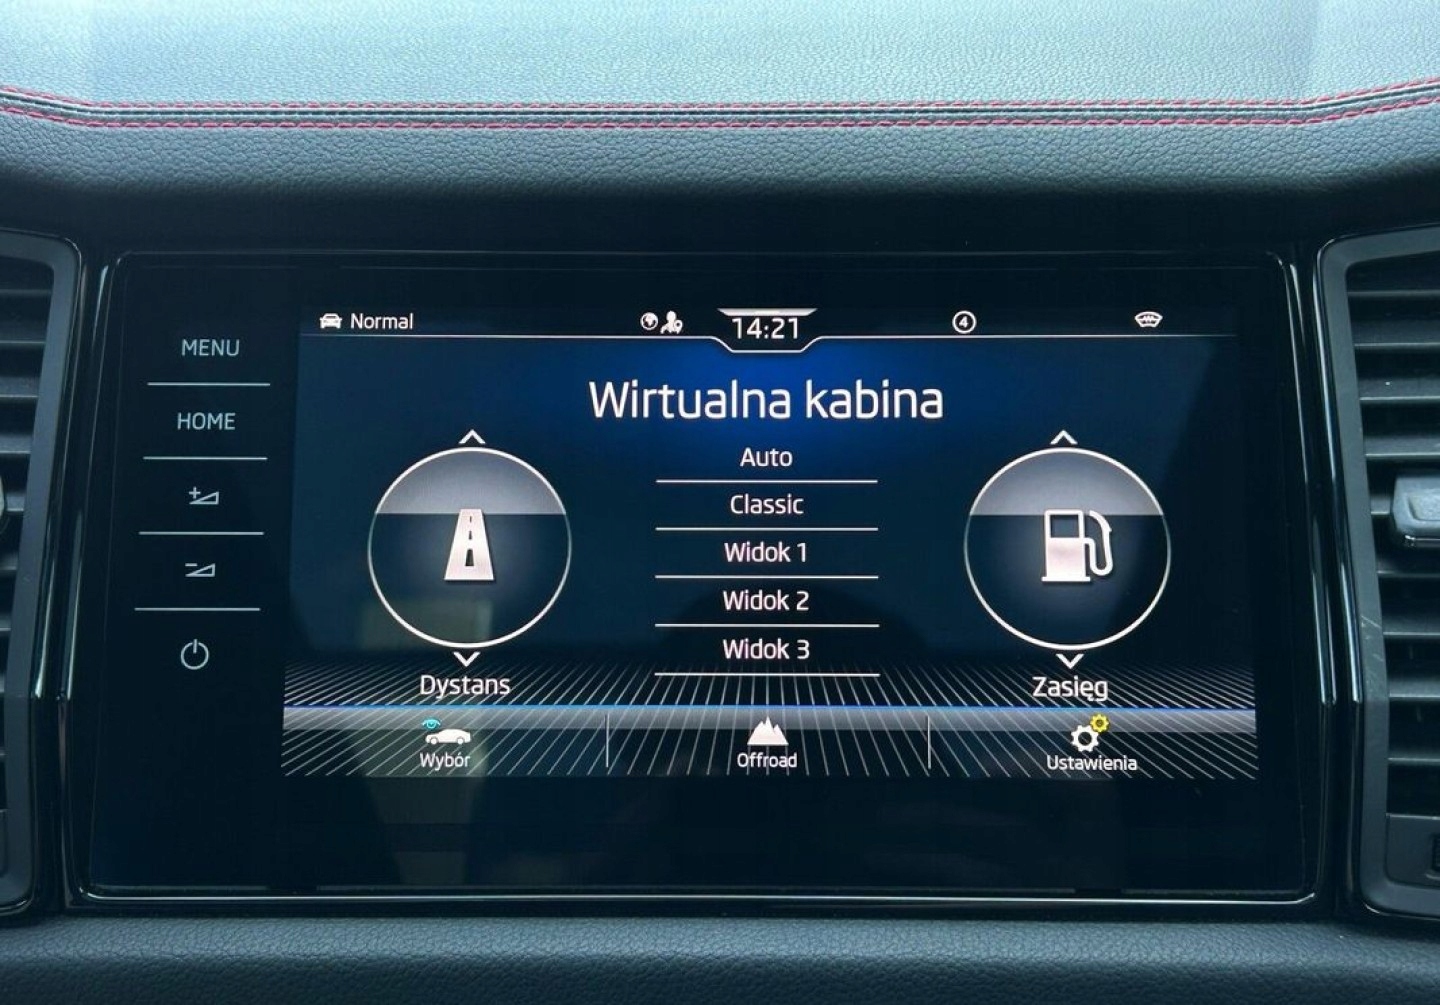 Normal
14:21
4
MENU
HOME
Wirtualna kabina
Auto
Classic
Widok 1
Widok 2
Widok 3
Dystans
Zasięg
Wybór
Offroad
Ustawienia